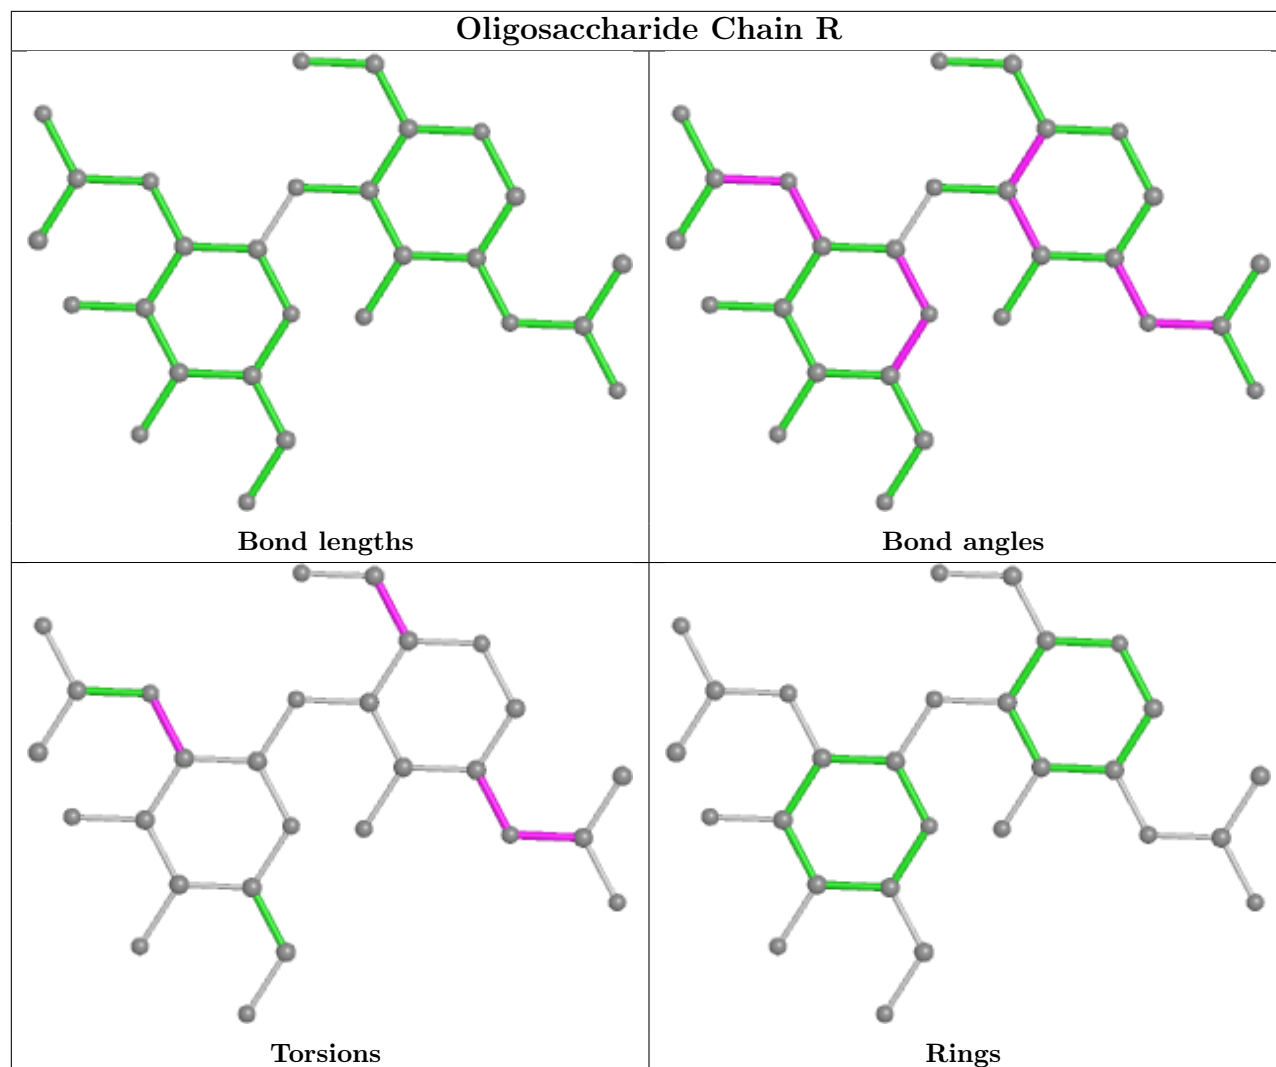 Oligosaccharide Chain R
Bond lengths
Bond angles
Torsions
Rings